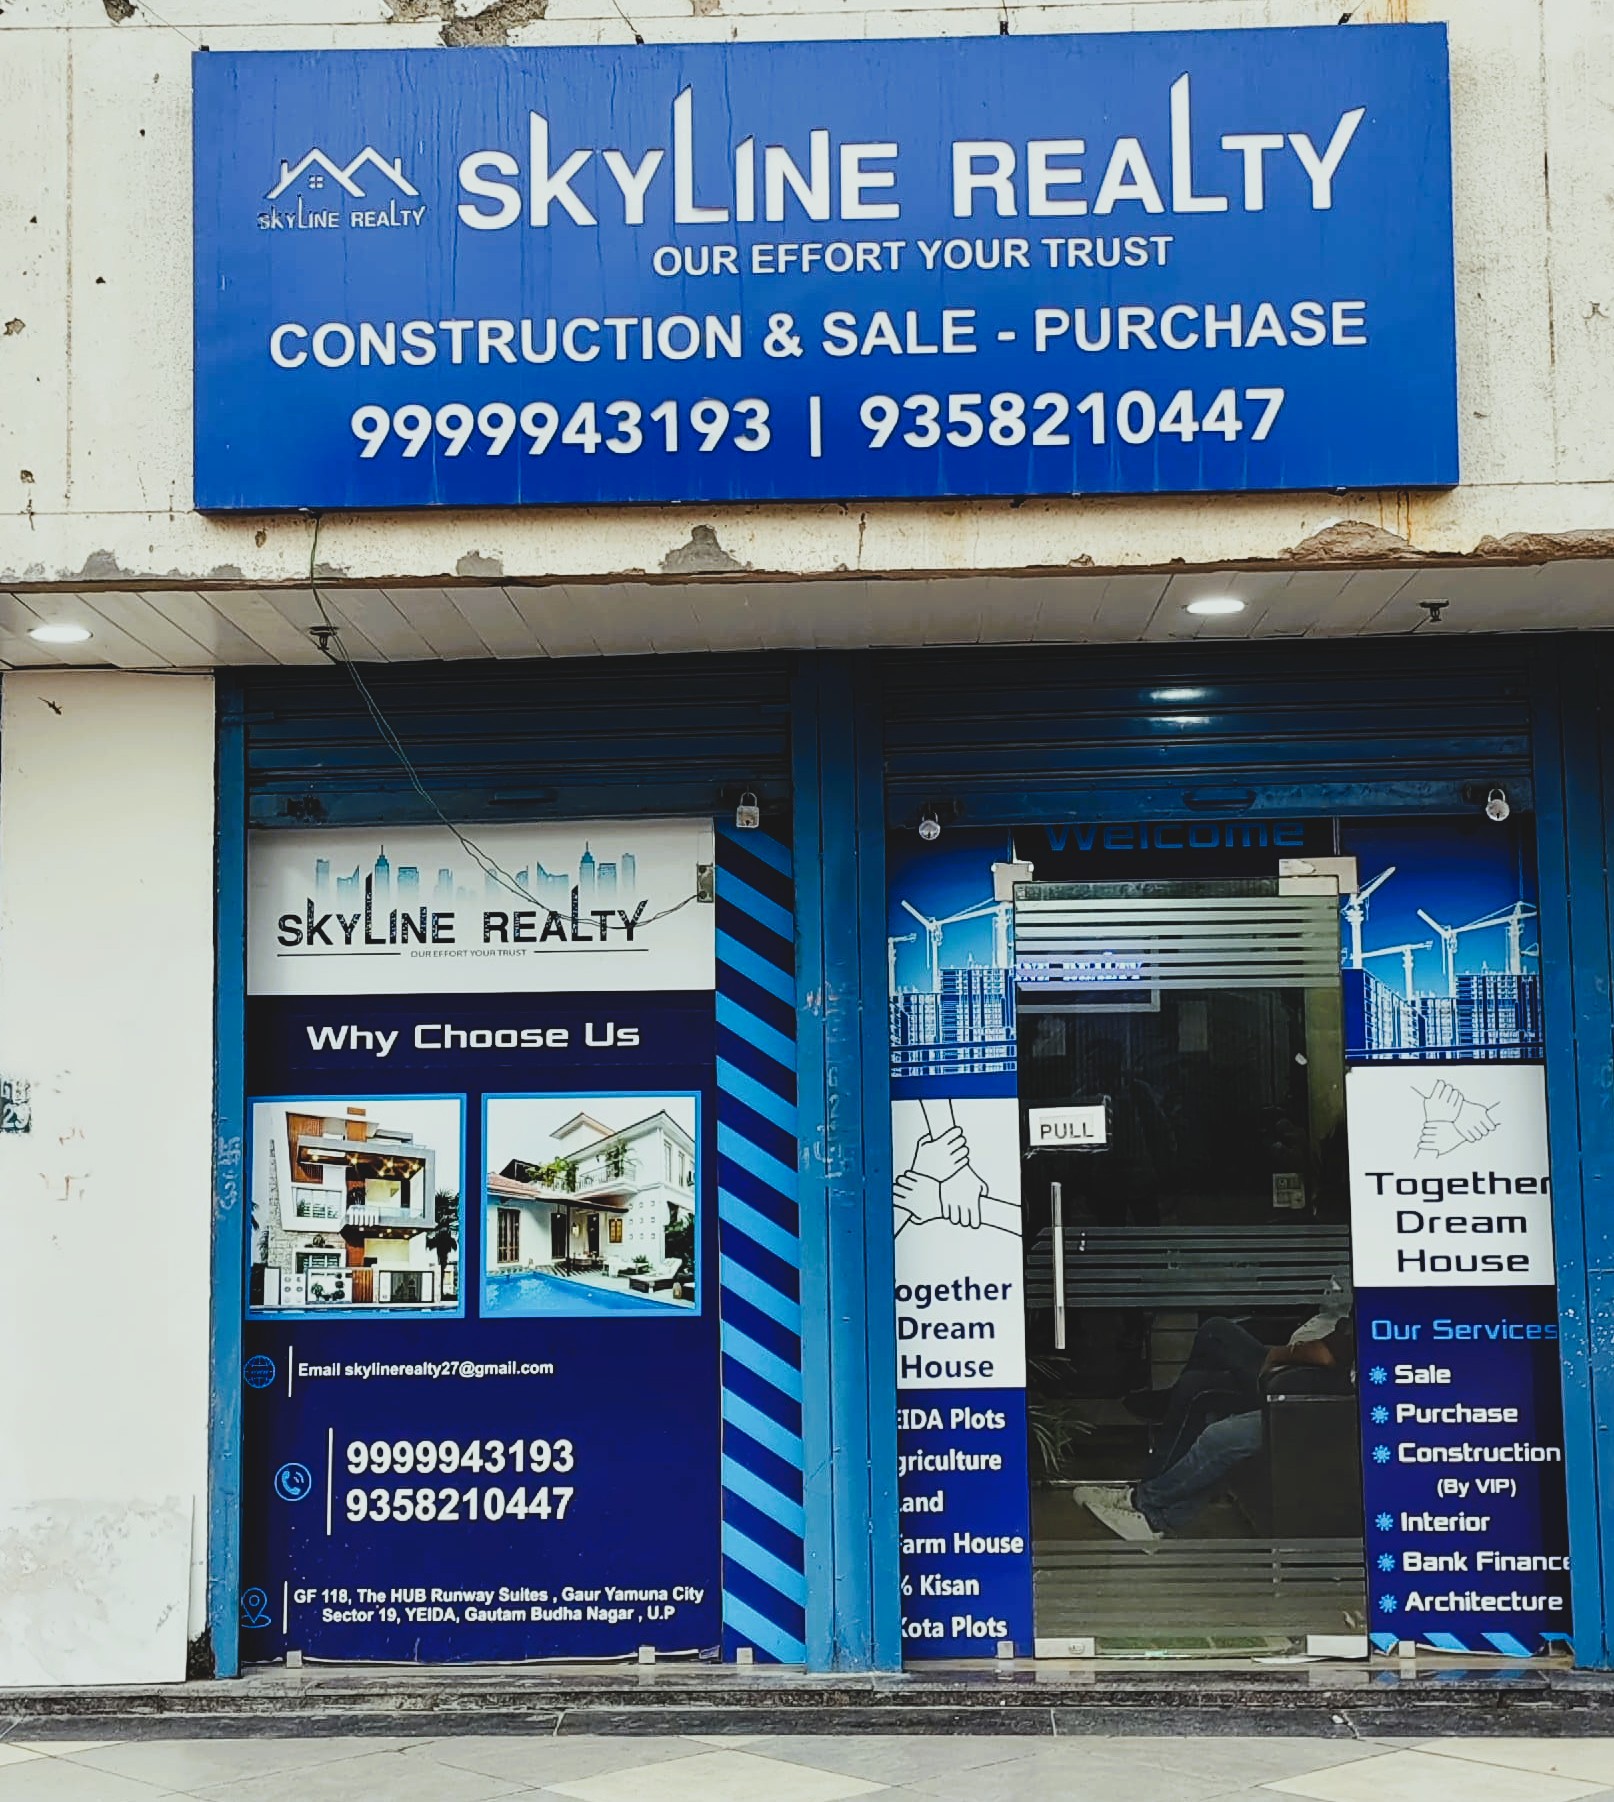 SKYLINE REALTY
SKYLINE REALTY
OUR EFFORT YOUR TRUST
CONSTRUCTION & SALE - PURCHASE
9999943193 | 9358210447
SKYLINE REALTY
OUR EFFORT YOUR TRUST
Why Choose Us
Email skylinerealty27@gmail.com
9999943193
9358210447
GF 118, The HUB Runway Suites , Gaur Yamuna City
Sector 19, YEIDA, Gautam Budha Nagar , U.P
Welcome
PULL
ogether
Dream
House
EIDA Plots
griculture
and
arm House
% Kisan
Kota Plots
Together
Dream
House
Our Services
Sale
Purchase
Construction
(By VIP)
Interior
Bank Finance
Architecture